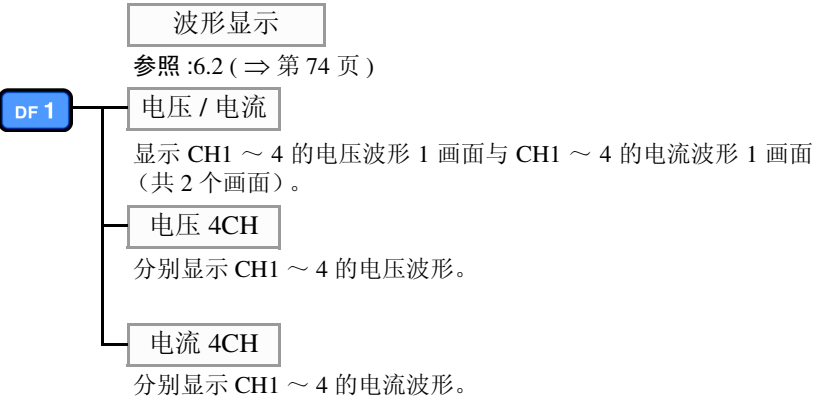 波形显示
参照 :6.2 ( ⇒ 第 74 页 )
DF 1
电压 / 电流
显示 CH1 ～ 4 的电压波形 1 画面与 CH1 ～ 4 的电流波形 1 画面
（共 2 个画面）。
电压 4CH
分别显示 CH1 ～ 4 的电压波形。
电流 4CH
分别显示 CH1 ～ 4 的电流波形。